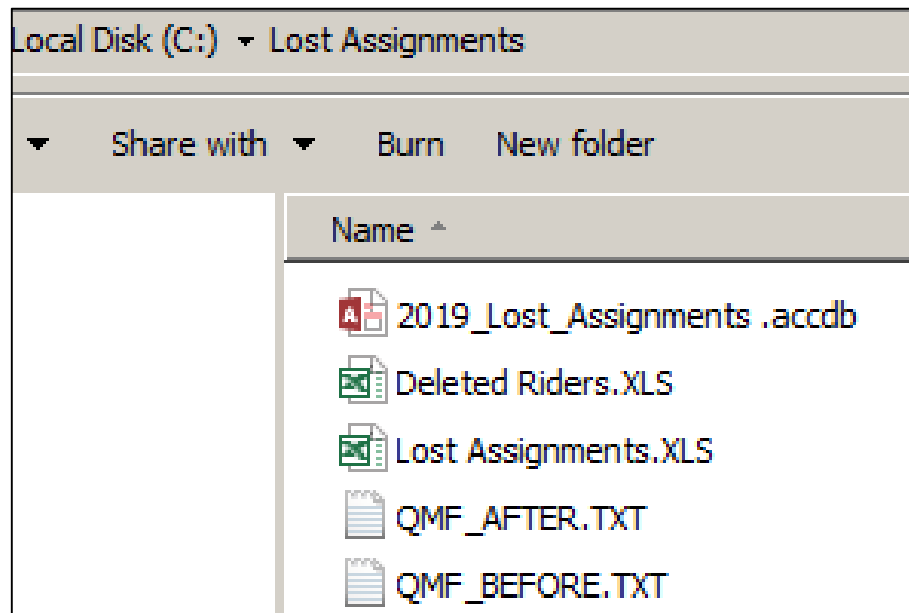 Local Disk (C:) Lost Assignments
Share with Burn New folder
Name
2019_Lost_Assignments .accdb
Deleted Riders.XLS
Lost Assignments.XLS
QMF_AFTER.TXT
QMF_BEFORE.TXT